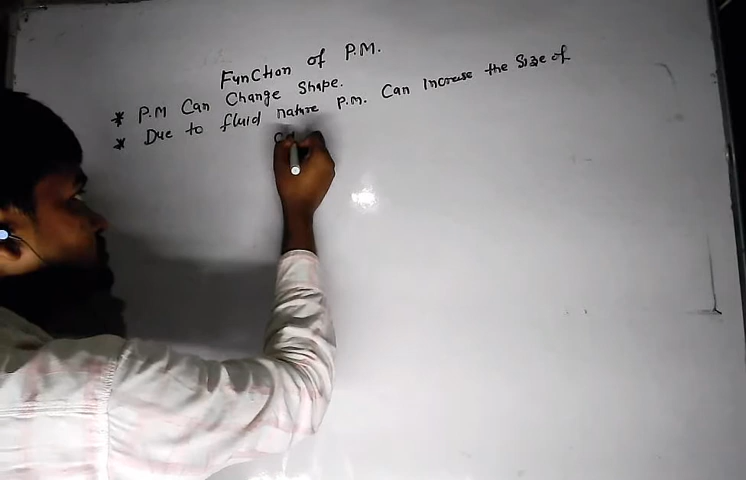 Function of P.M.
* P.M Can Change Shape.
* Due to fluid nature P.M. Can Increase the Size of